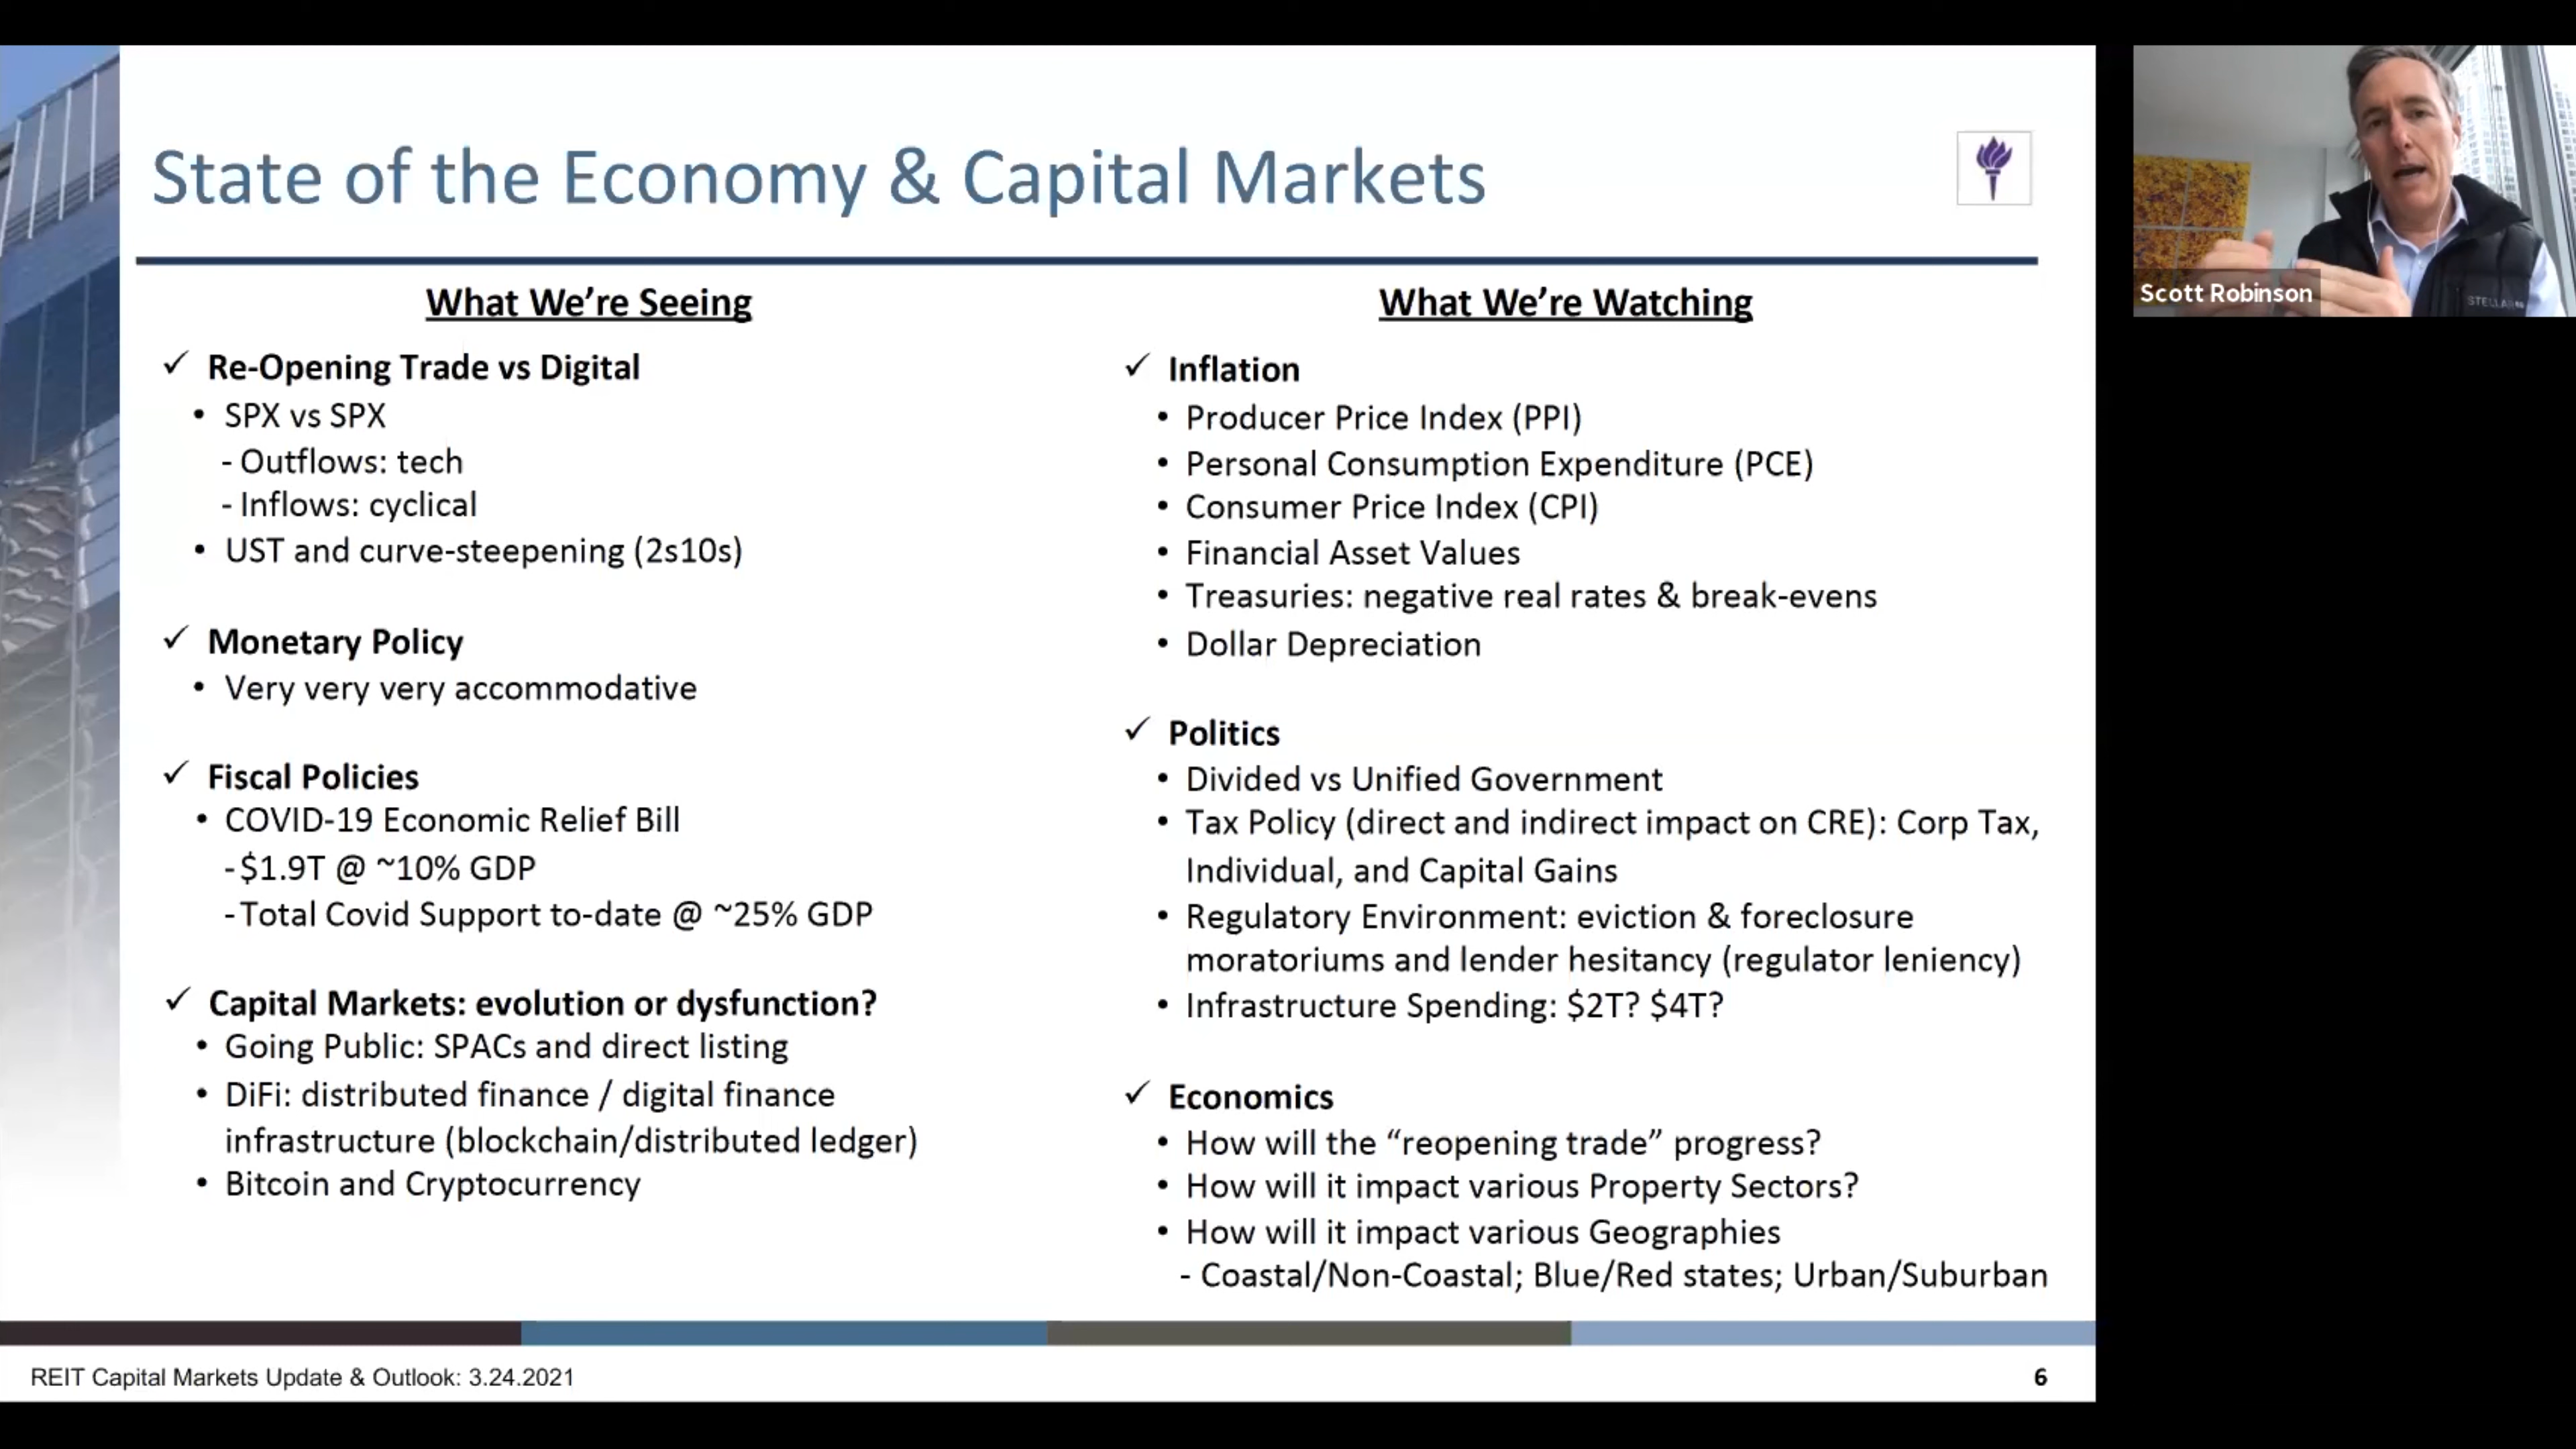 State of the Economy & Capital Markets
What We're Seeing
✓ Re-Opening Trade vs Digital
• SPX vs SPX
- Outflows: tech
- Inflows: cyclical
• UST and curve-steepening (2s10s)
✓ Monetary Policy
• Very very very accommodative
✓ Fiscal Policies
• COVID-19 Economic Relief Bill
- $1.9T @ ~10% GDP
- Total Covid Support to-date @ ~25% GDP
✓ Capital Markets: evolution or dysfunction?
• Going Public: SPACs and direct listing
• DiFi: distributed finance / digital finance
infrastructure (blockchain/distributed ledger)
• Bitcoin and Cryptocurrency
What We're Watching
✓ Inflation
• Producer Price Index (PPI)
• Personal Consumption Expenditure (PCE)
• Consumer Price Index (CPI)
• Financial Asset Values
• Treasuries: negative real rates & break-evens
• Dollar Depreciation
✓ Politics
• Divided vs Unified Government
• Tax Policy (direct and indirect impact on CRE): Corp Tax,
Individual, and Capital Gains
• Regulatory Environment: eviction & foreclosure
moratoriums and lender hesitancy (regulator leniency)
• Infrastructure Spending: $2T? $4T?
✓ Economics
• How will the “reopening trade” progress?
• How will it impact various Property Sectors?
• How will it impact various Geographies
- Coastal/Non-Coastal; Blue/Red states; Urban/Suburban
REIT Capital Markets Update & Outlook: 3.24.2021
6
Scott Robinson